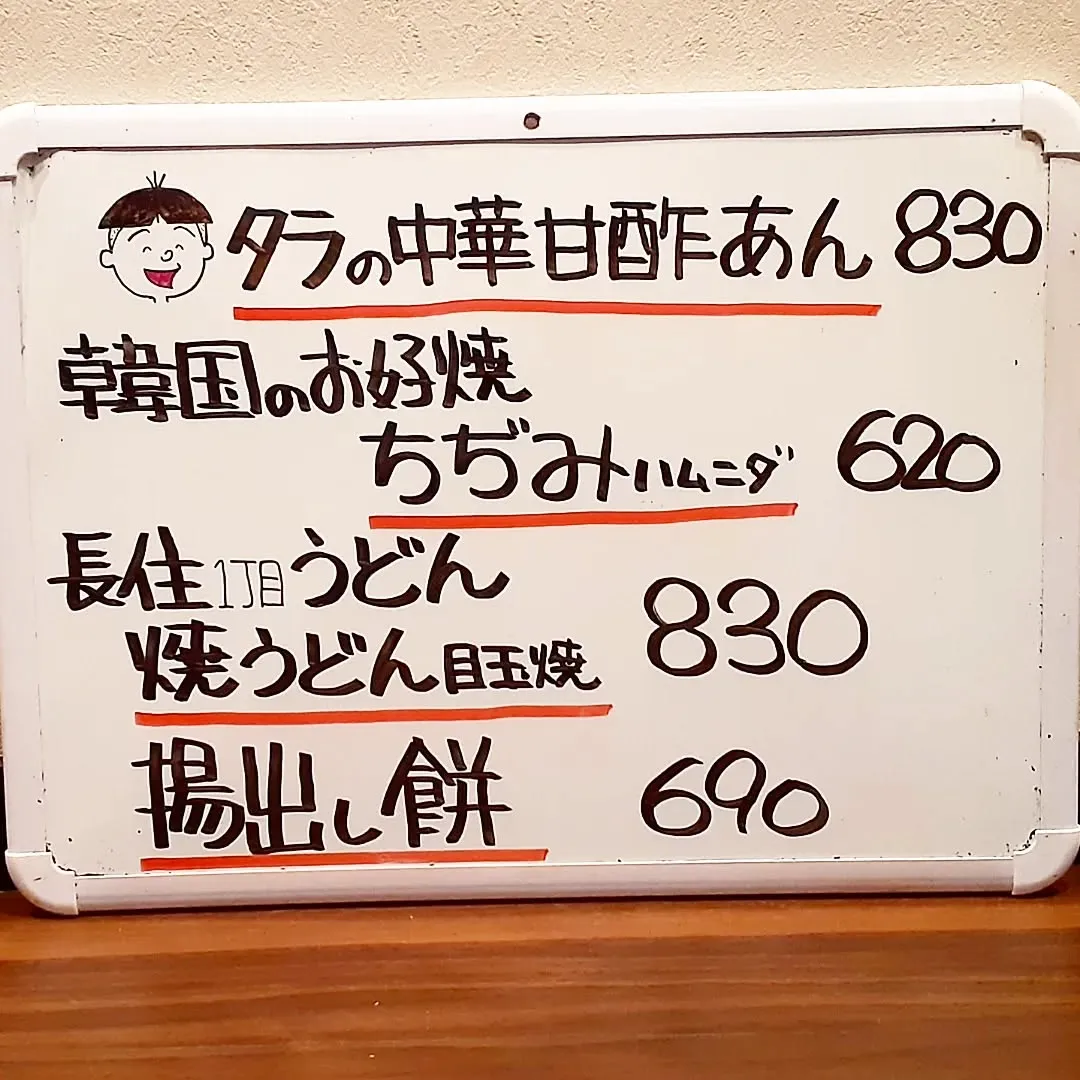 タラの中華甘酢あん 830
韓国のお好焼
ちぢみハムニダ 620
長住1丁目うどん
焼うどん目玉焼 830
揚出し餅 690